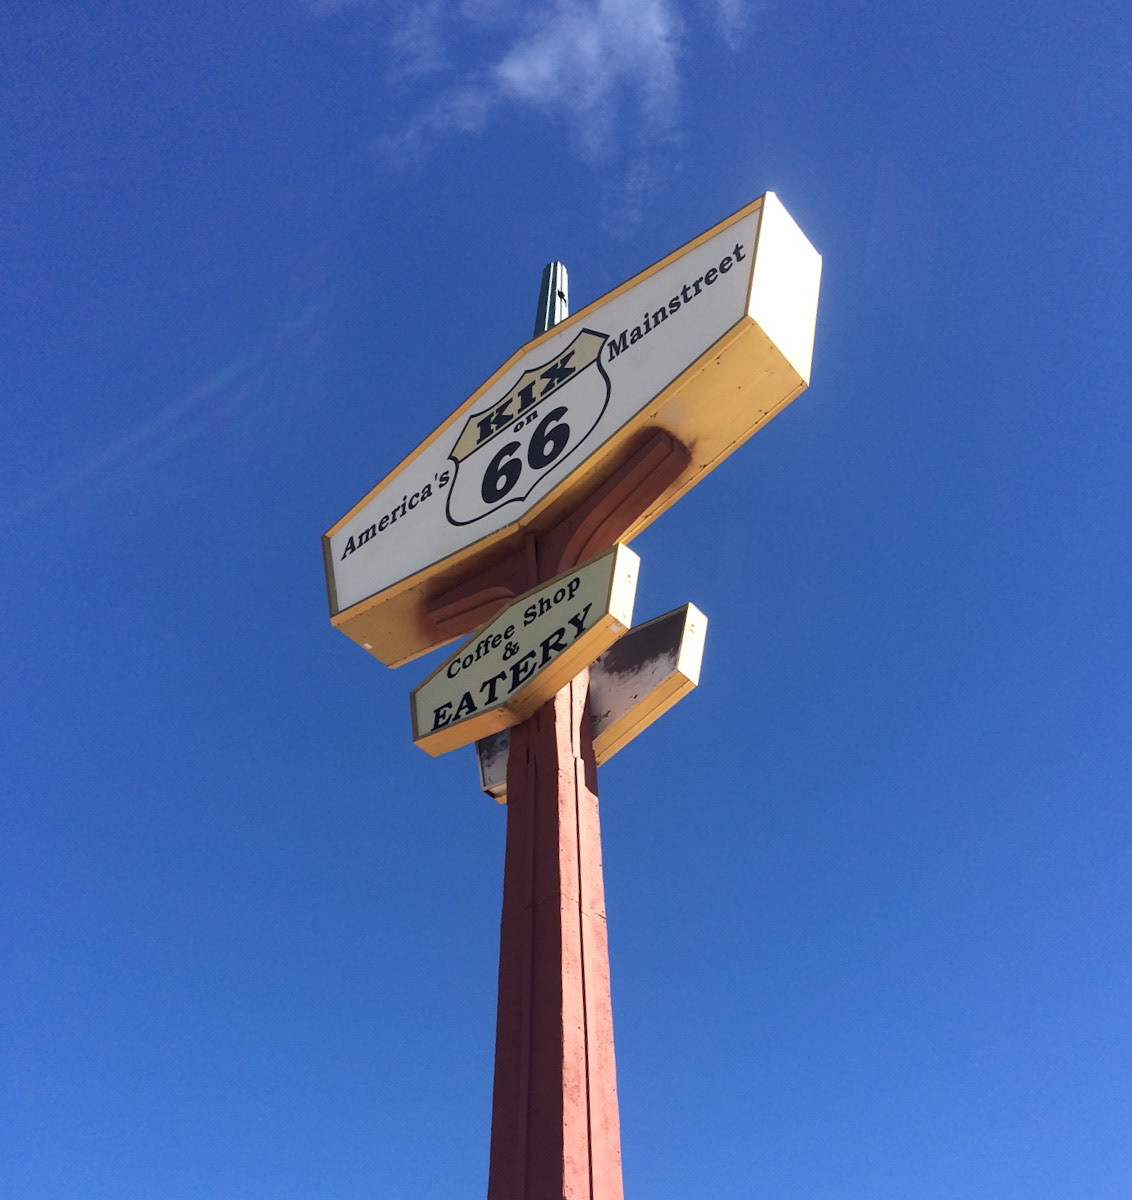 America's
KIX
on
66
Mainstreet
Coffee Shop
&
EATERY